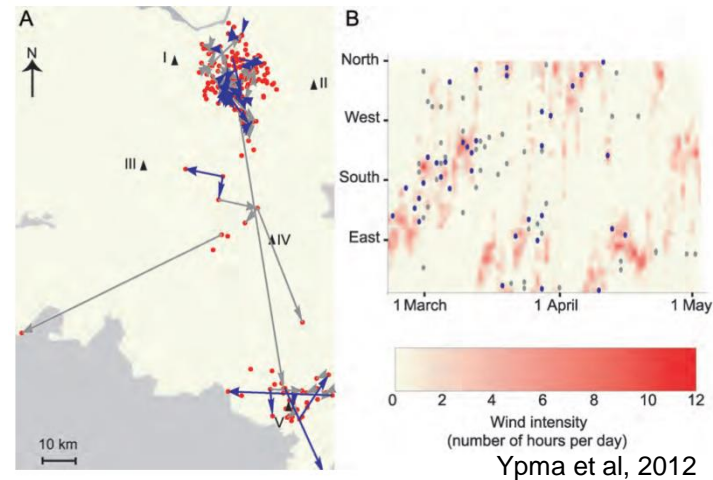 A
N
I
II
III
IV
V
10 km
B
North
West
South
East
1 March
1 April
1 May
0 2 4 6 8 10 12
Wind intensity
(number of hours per day)
Ypma et al, 2012